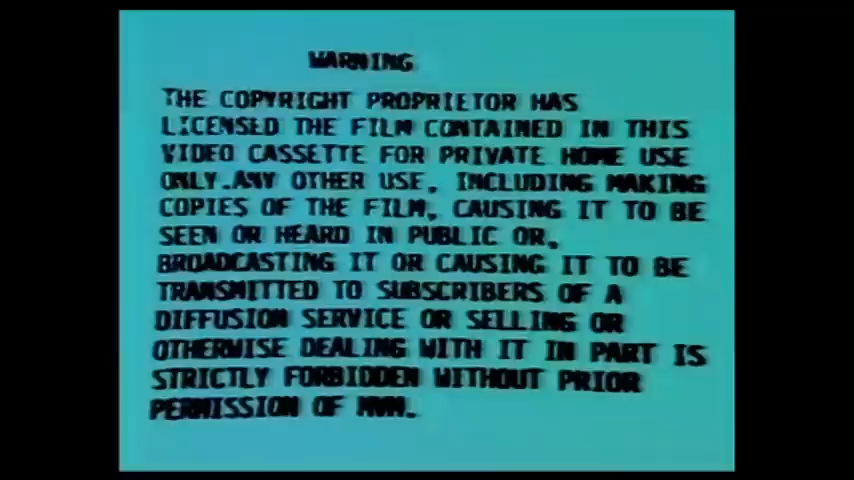 WARNING
THE COPYRIGHT PROPRIETOR HAS
LICENSED THE FILM CONTAINED IN THIS
VIDEO CASSETTE FOR PRIVATE HOME USE
ONLY.ANY OTHER USE, INCLUDING MAKING
COPIES OF THE FILM, CAUSING IT TO BE
SEEN OR HEARD IN PUBLIC OR,
BROADCASTING IT OR CAUSING IT TO BE
TRANSMITTED TO SUBSCRIBERS OF A
DIFFUSION SERVICE OR SELLING OR
OTHERWISE DEALING WITH IT IN PART IS
STRICTLY FORBIDDEN WITHOUT PRIOR
PERMISSION OF MVM.